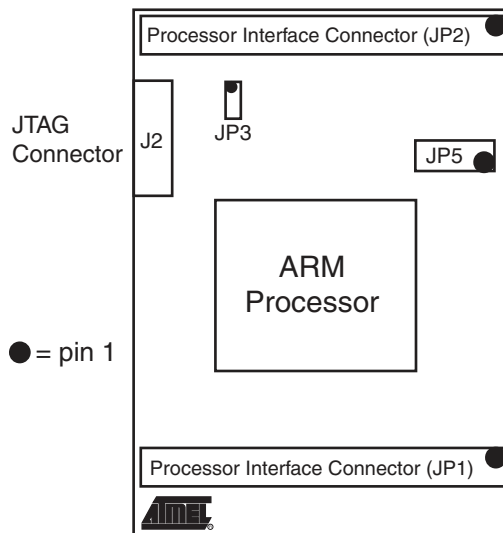 Processor Interface Connector (JP2)
JTAG
Connector
J2
JP3
JP5
ARM
Processor
= pin 1
Processor Interface Connector (JP1)
ATMEL